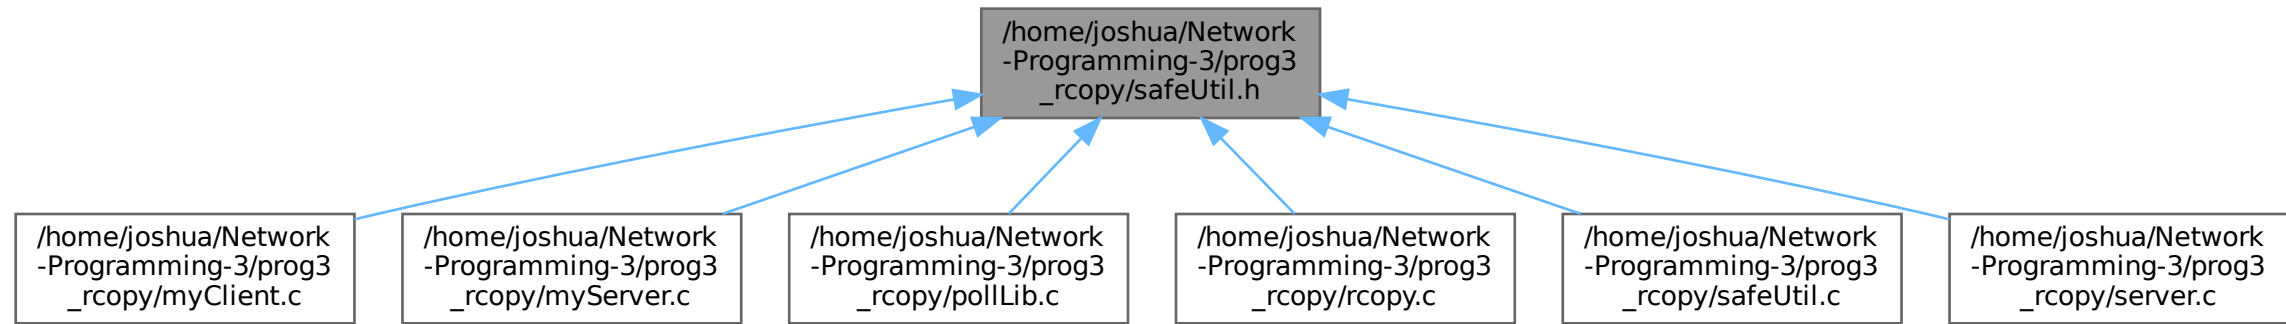 /home/joshua/Network
-Programming-3/prog3
_rcopy/safeUtil.h
/home/joshua/Network
-Programming-3/prog3
_rcopy/myClient.c
/home/joshua/Network
-Programming-3/prog3
_rcopy/myServer.c
/home/joshua/Network
-Programming-3/prog3
_rcopy/pollLib.c
/home/joshua/Network
-Programming-3/prog3
_rcopy/rcopy.c
/home/joshua/Network
-Programming-3/prog3
_rcopy/safeUtil.c
/home/joshua/Network
-Programming-3/prog3
_rcopy/server.c